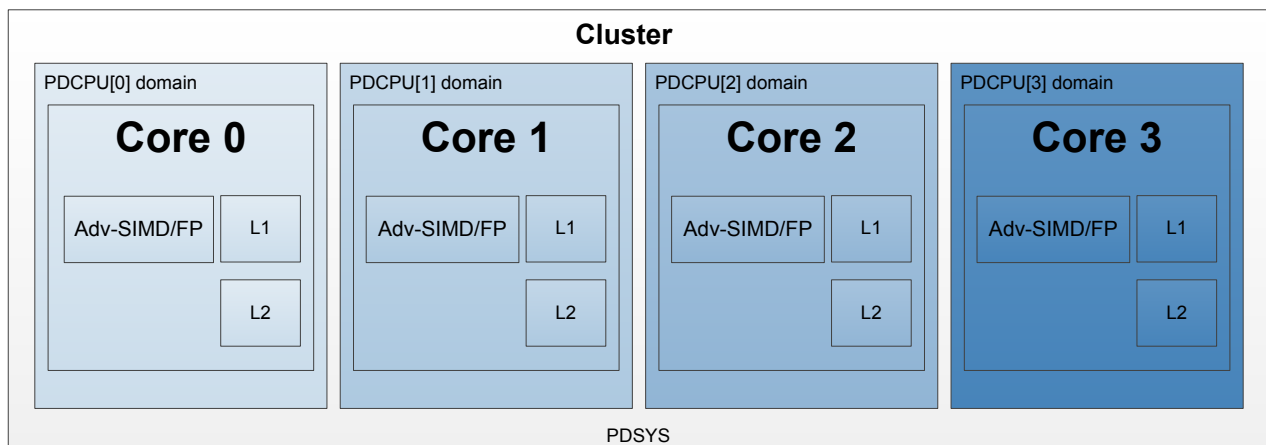 Cluster
PDCPU[0] domain
PDCPU[1] domain
PDCPU[2] domain
PDCPU[3] domain
Core 0
Core 1
Core 2
Core 3
Adv-SIMD/FP
L1
Adv-SIMD/FP
L1
Adv-SIMD/FP
L1
Adv-SIMD/FP
L1
L2
L2
L2
L2
PDSYS